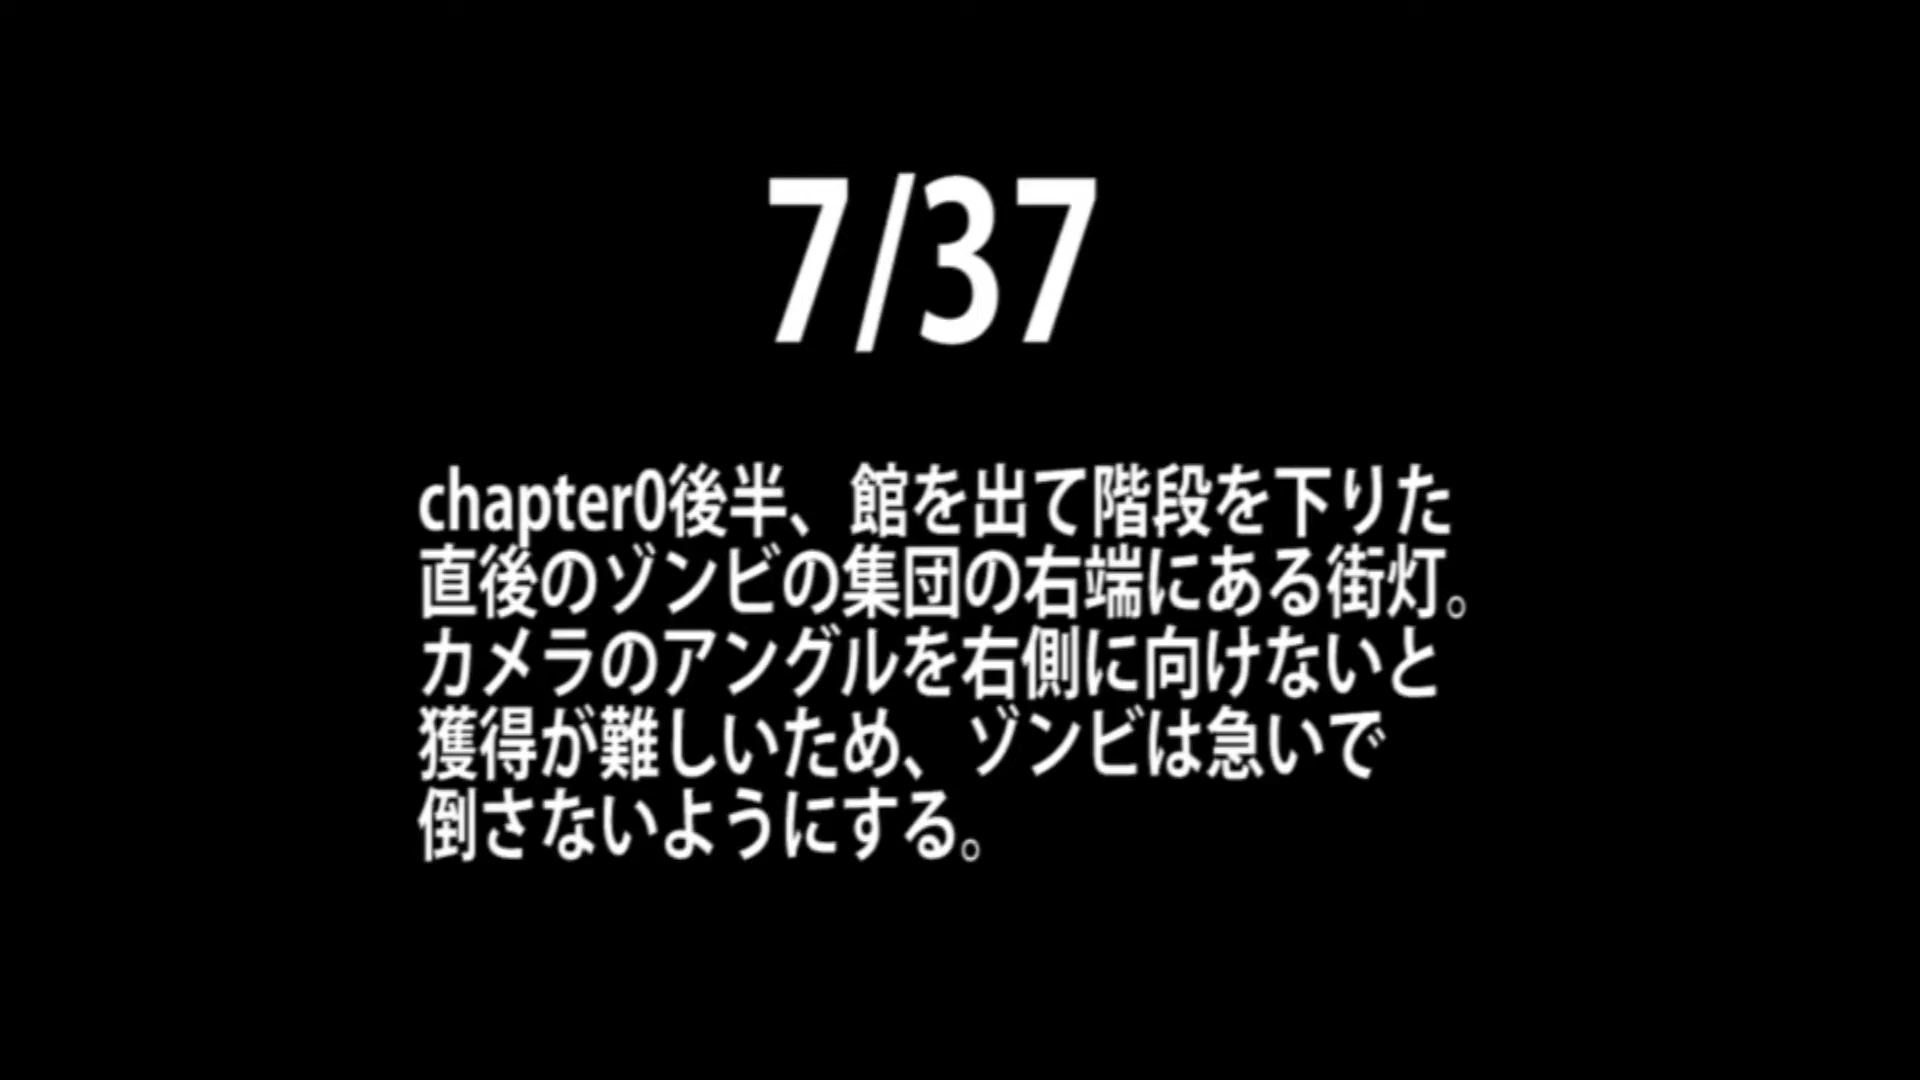 7/37
chapter0後半、館を出て階段を下りた
直後のゾンビの集団の右端にある街灯。
カメラのアングルを右側に向けないと
獲得が難しいため、ゾンビは急いで
倒さないようにする。